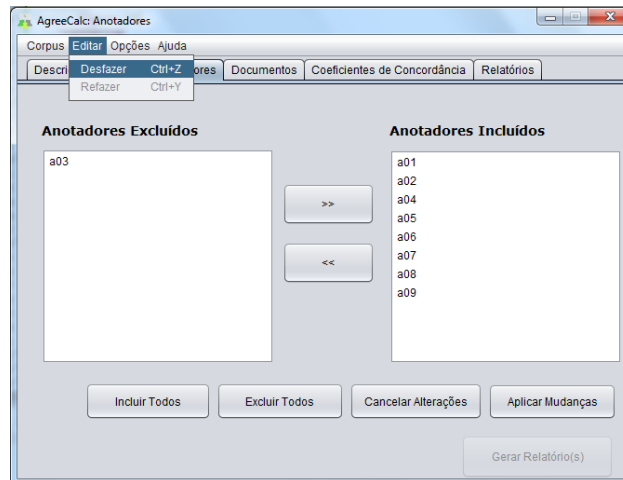 AgreeCalc: Anotadores
Corpus Editar Opções Ajuda
Descri ores Documentos Coeficientes de Concordância Relatórios
Desfazer Ctrl+Z
Refazer Ctrl+Y
Anotadores Excluídos Anotadores Incluídos
a03
a01
a02
a04
a05
a06
a07
a08
a09
>>
<<
Incluir Todos Excluir Todos Cancelar Alterações Aplicar Mudanças
Gerar Relatório(s)